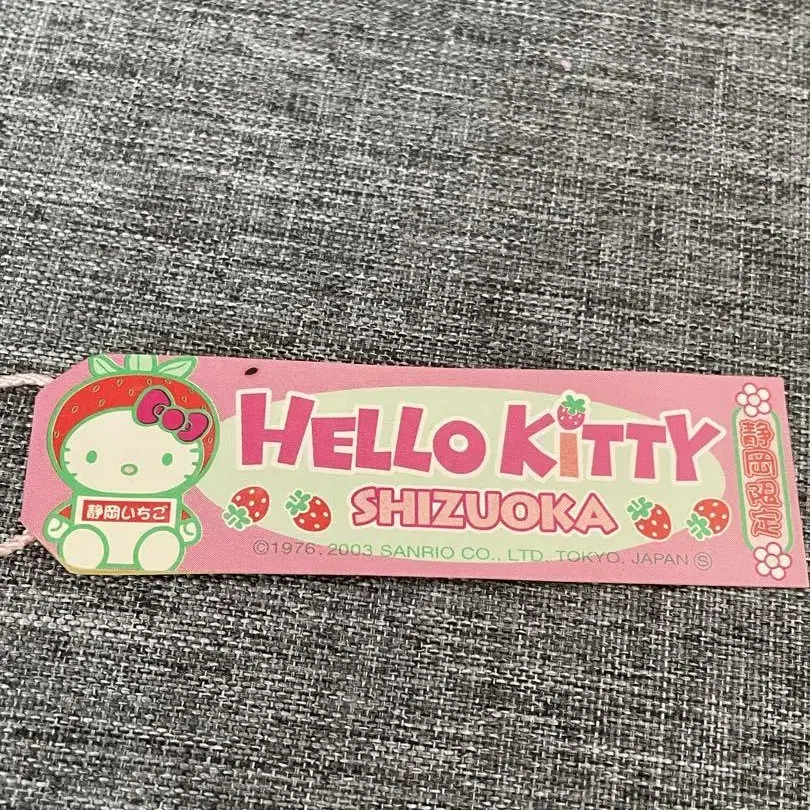 静岡いちご
HELLO KITTY
SHIZUOKA
©1976, 2003 SANRIO CO., LTD. TOKYO, JAPAN Ⓢ
静岡限定